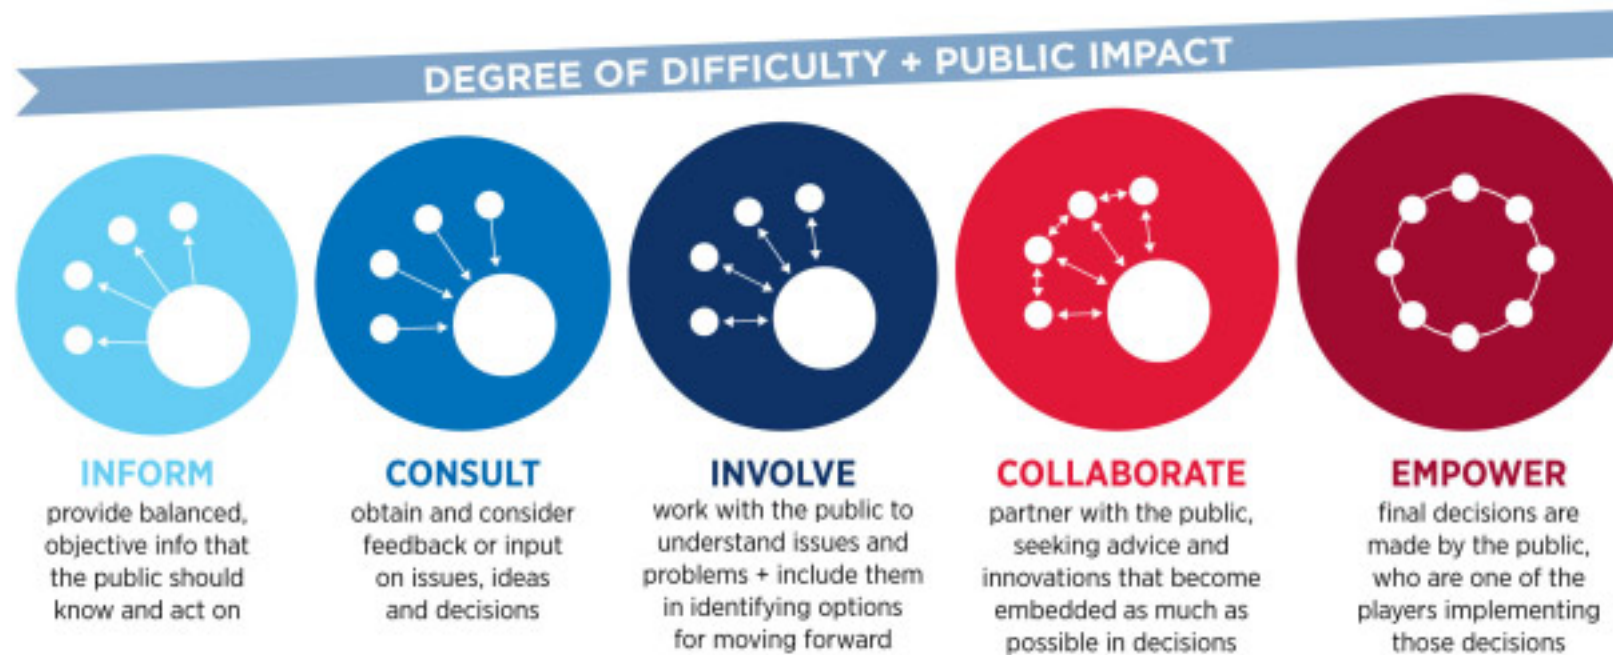 DEGREE OF DIFFICULTY + PUBLIC IMPACT
INFORM
provide balanced,
objective info that
the public should
know and act on
CONSULT
obtain and consider
feedback or input
on issues, ideas
and decisions
INVOLVE
work with the public to
understand issues and
problems + include them
in identifying options
for moving forward
COLLABORATE
partner with the public,
seeking advice and
innovations that become
embedded as much as
possible in decisions
EMPOWER
final decisions are
made by the public,
who are one of the
players implementing
those decisions